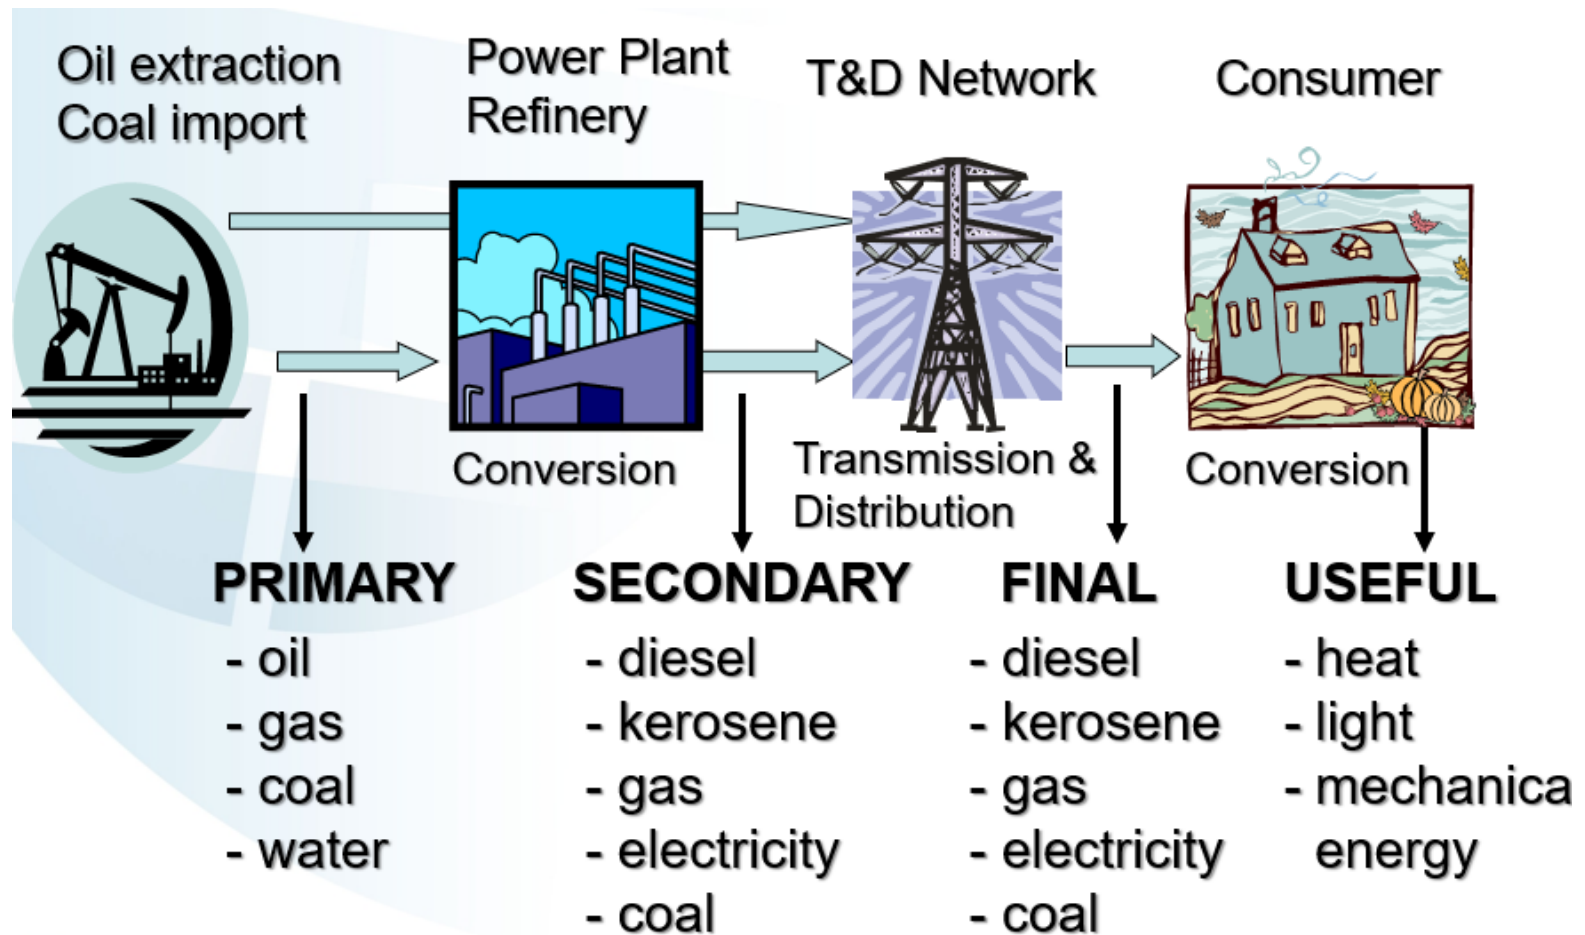 Oil extraction
Coal import
Power Plant
Refinery
T&D Network
Consumer
Conversion
Transmission &
Distribution
Conversion
PRIMARY
- oil
- gas
- coal
- water
SECONDARY
- diesel
- kerosene
- gas
- electricity
- coal
FINAL
- diesel
- kerosene
- gas
- electricity
- coal
USEFUL
- heat
- light
- mechanica
energy